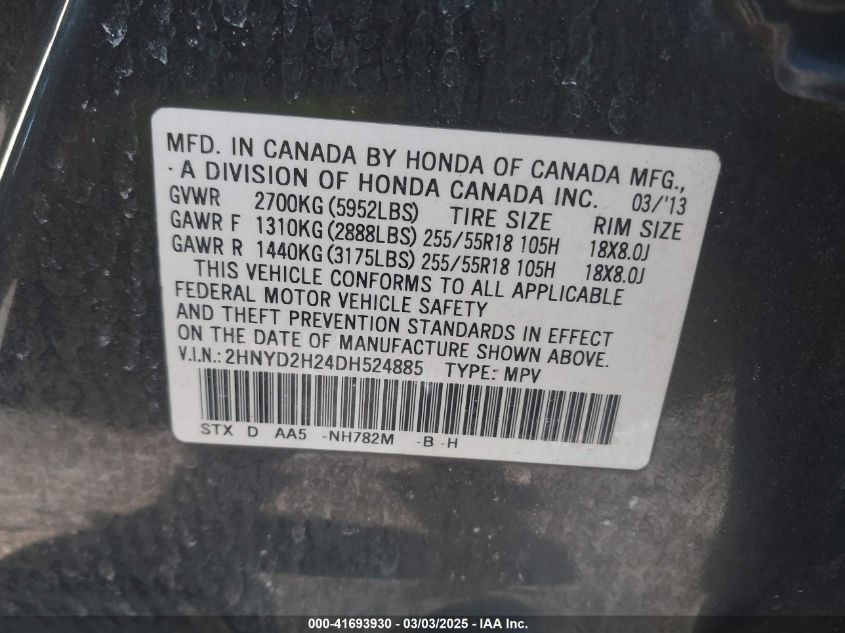 MFD. IN CANADA BY HONDA OF CANADA MFG.,
A DIVISION OF HONDA CANADA INC. 03/'13
GVWR 2700KG (5952LBS) TIRE SIZE RIM SIZE
GAWR F 1310KG (2888LBS) 255/55R18 105H 18X8.0J
GAWR R 1440KG (3175LBS) 255/55R18 105H 18X8.0J
THIS VEHICLE CONFORMS TO ALL APPLICABLE
FEDERAL MOTOR VEHICLE SAFETY
AND THEFT PREVENTION STANDARDS IN EFFECT
ON THE DATE OF MANUFACTURE SHOWN ABOVE.
V.I.N.: 2HNYD2H24DH524885 TYPE: MPV
STX D AA5 -NH782M -B -H
000-41693930 - 03/03/2025 - IAA Inc.